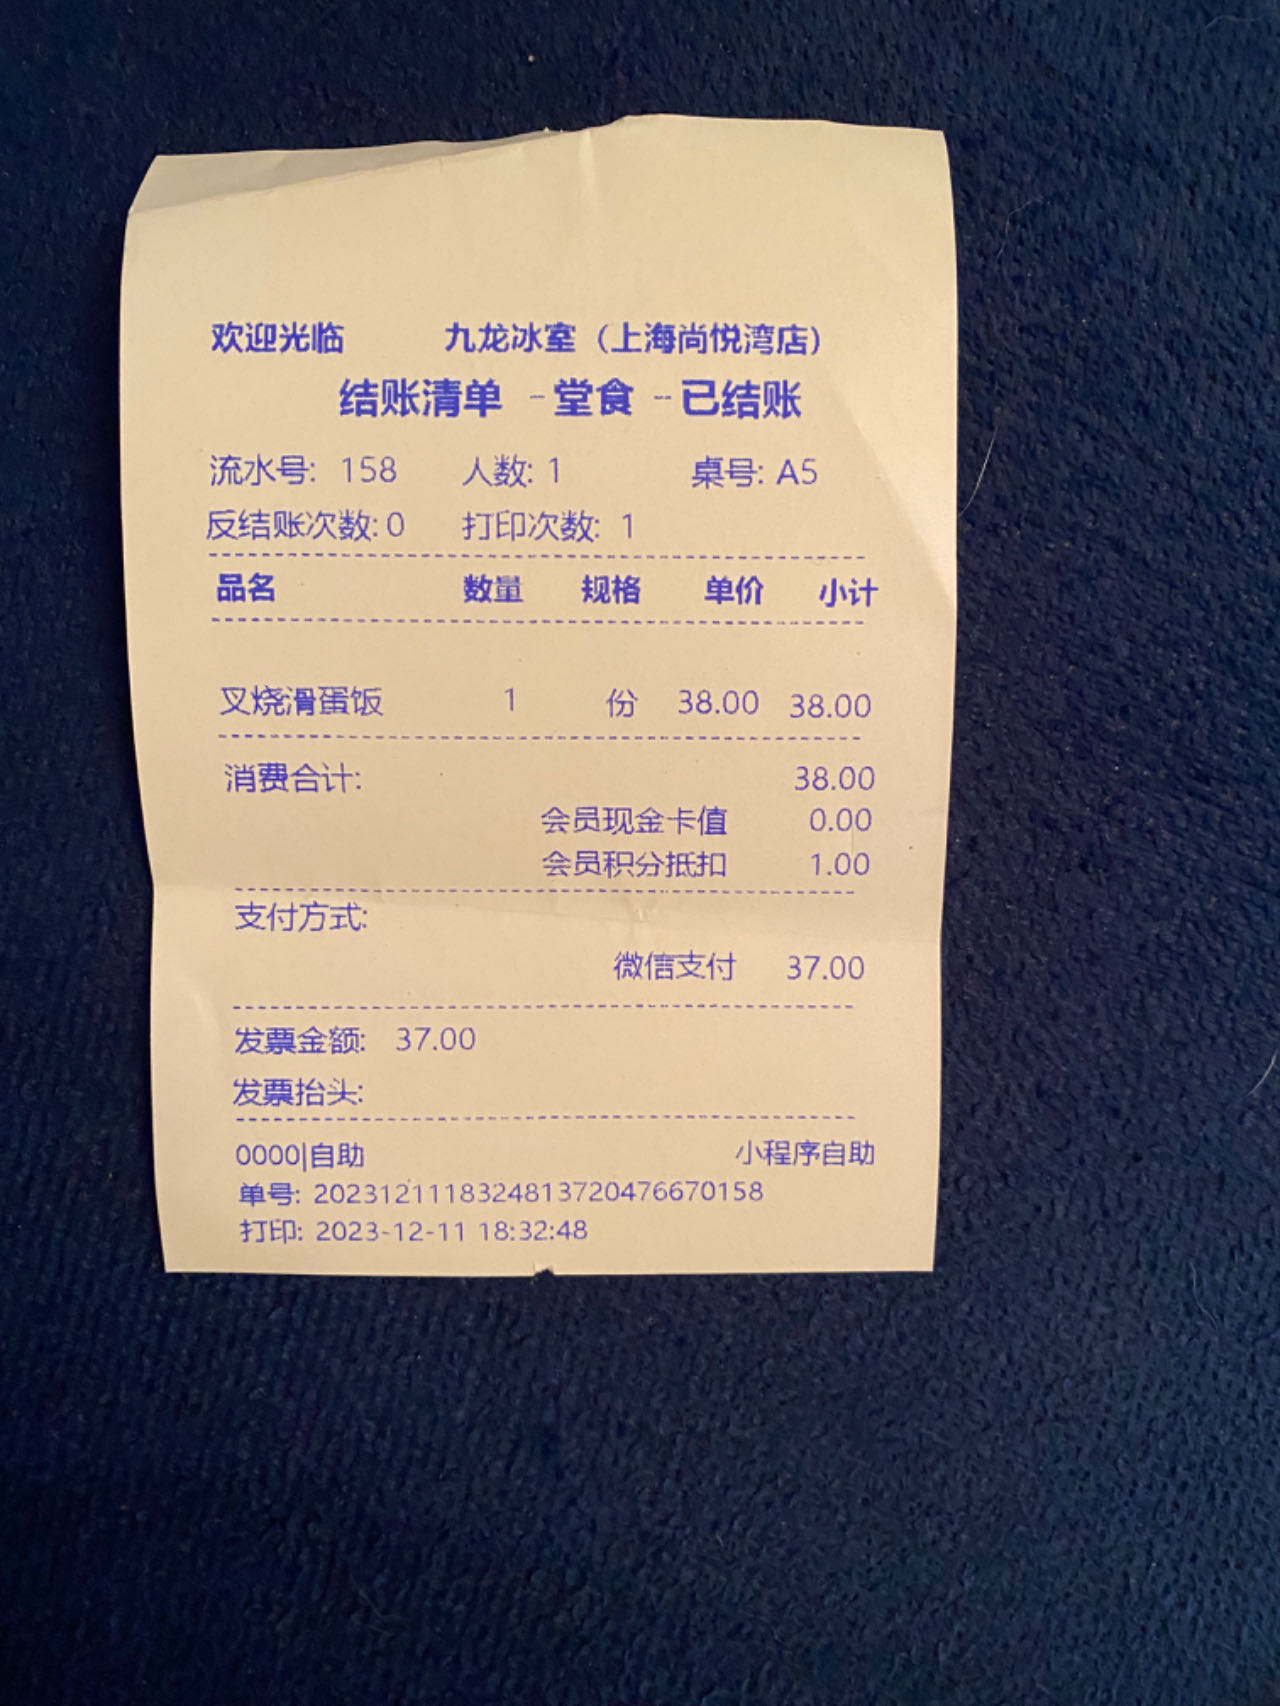 欢迎光临 九龙冰室（上海尚悦湾店）
结账清单 -堂食 --已结账
流水号: 158 人数: 1 桌号: A5
反结账次数: 0 打印次数: 1
品名 数量 规格 单价 小计
叉烧滑蛋饭 1 份 38.00 38.00
消费合计: 38.00
会员现金卡值 0.00
会员积分抵扣 1.00
支付方式:
微信支付 37.00
发票金额: 37.00
发票抬头:
0000|自助 小程序自助
单号: 2023121118324813720476670158
打印: 2023-12-11 18:32:48